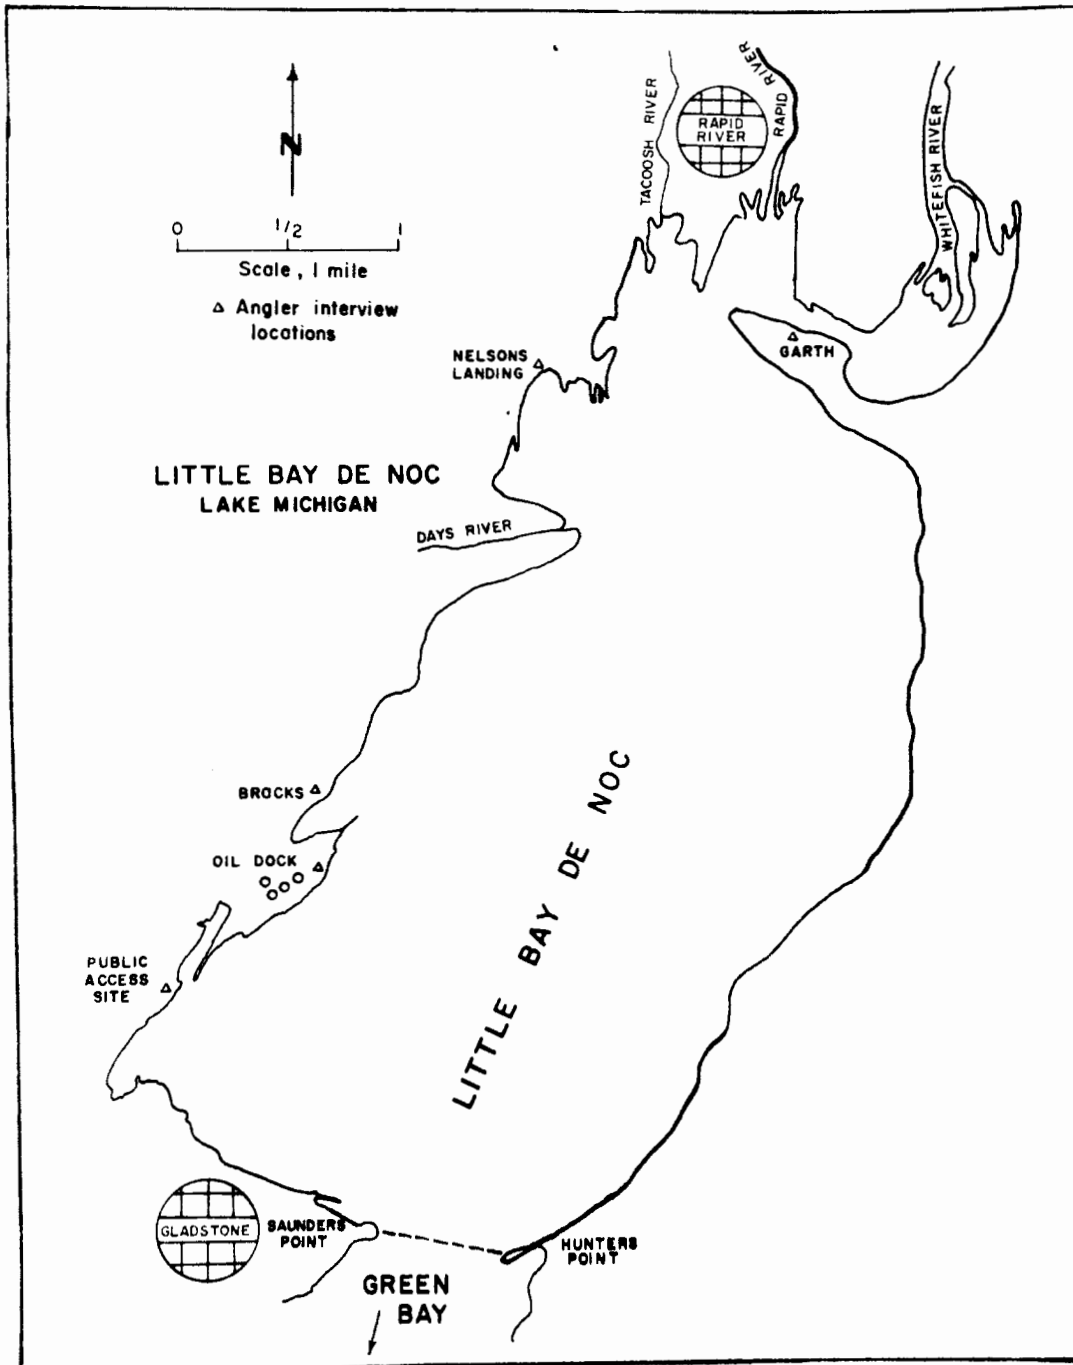 N
0 1/2 1
Scale, 1 mile
Angler interview
locations
TACOOSH RIVER
RAPID
RIVER
RAPID RIVER
WHITEFISH RIVER
GARTH
NELSONS
LANDING
LITTLE BAY DE NOC
LAKE MICHIGAN
DAYS RIVER
BROCKS
OIL DOCK
PUBLIC
ACCESS
SITE
LITTLE BAY DE NOC
GLADSTONE
SAUNDERS
POINT
HUNTERS
POINT
GREEN
BAY